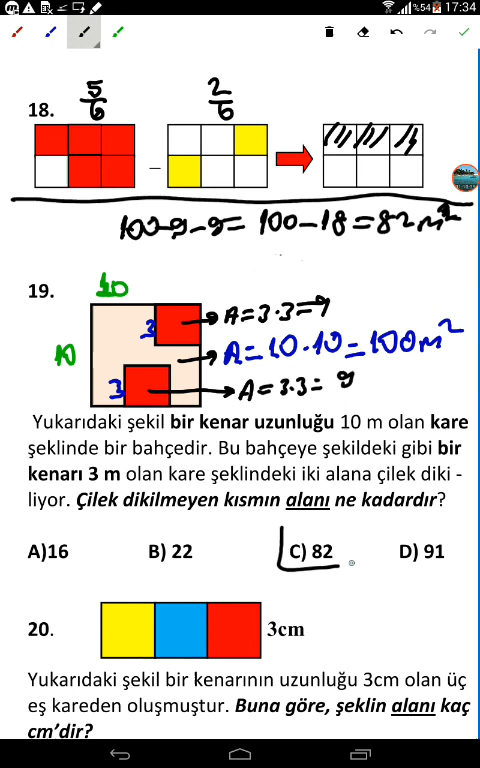 %54 17:34
5/6 2/6
18.
100-9-9= 100-18=82m²
19. 10
3 A=3·3=9
10 A=10·10=100m²
3 A=3·3= 9
Yukarıdaki şekil bir kenar uzunluğu 10 m olan kare
şeklinde bir bahçedir. Bu bahçeye şekildeki gibi bir
kenarı 3 m olan kare şeklindeki iki alana çilek diki -
liyor. Çilek dikilmeyen kısmın alanı ne kadardır?
A)16 B) 22 C) 82 D) 91
20. 3cm
Yukarıdaki şekil bir kenarının uzunluğu 3cm olan üç
eş kareden oluşmuştur. Buna göre, şeklin alanı kaç
cm’dir?